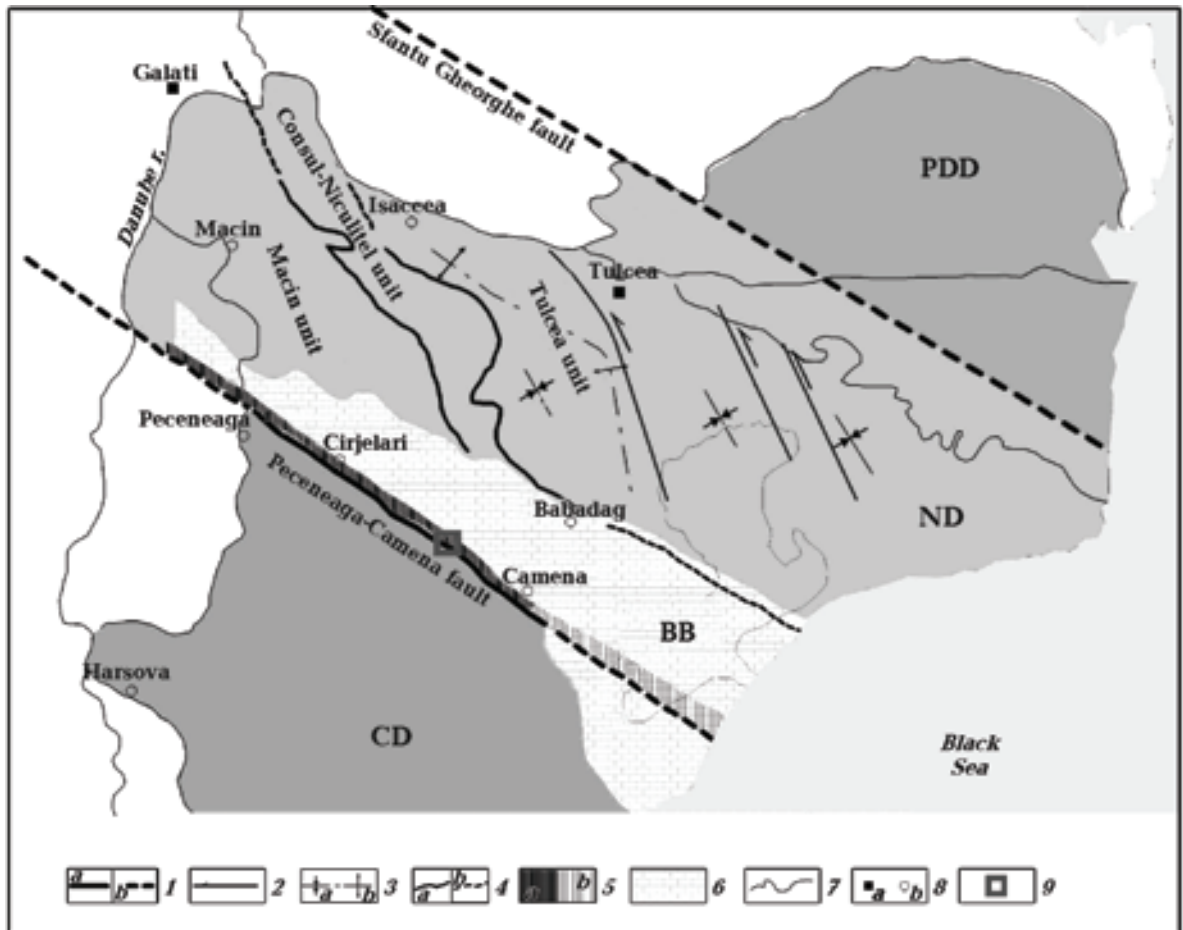 Sfantu Gheorghe fault
Galati
Consul-Niculitel unit
PDD
Danube r.
Isaccea
Macin
Macin unit
Tulcea
Tulcea unit
Peceneaga
Cirjelari
Peceneaga-Camena fault
Babadag
ND
Camena
BB
Harsova
CD
Black
Sea
a b 1 2 a b 3 a b 4 a b 5 6 7 a b 8 9